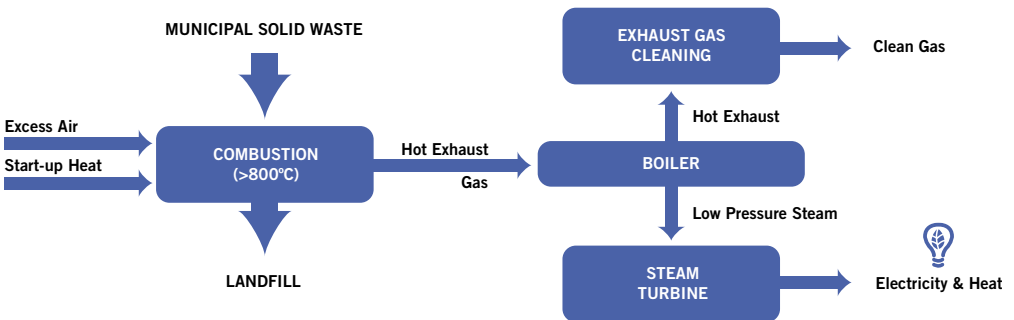 MUNICIPAL SOLID WASTE
Excess Air
Start-up Heat
COMBUSTION
(>800ºC)
LANDFILL
Hot Exhaust
Gas
BOILER
Hot Exhaust
EXHAUST GAS
CLEANING
Clean Gas
Low Pressure Steam
STEAM
TURBINE
Electricity & Heat